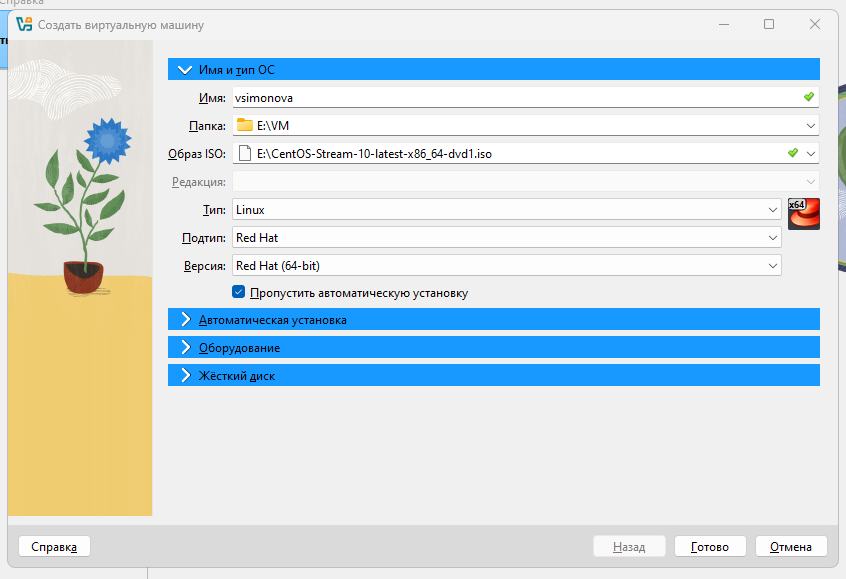 Справка
Создать виртуальную машину
Имя и тип ОС
Имя: vsimonova
Папка: E:\VM
Образ ISO: E:\CentOS-Stream-10-latest-x86_64-dvd1.iso
Редакция:
Тип: Linux
x64
Подтип: Red Hat
Версия: Red Hat (64-bit)
Пропустить автоматическую установку
Автоматическая установка
Оборудование
Жёсткий диск
Справка Назад Готово Отмена